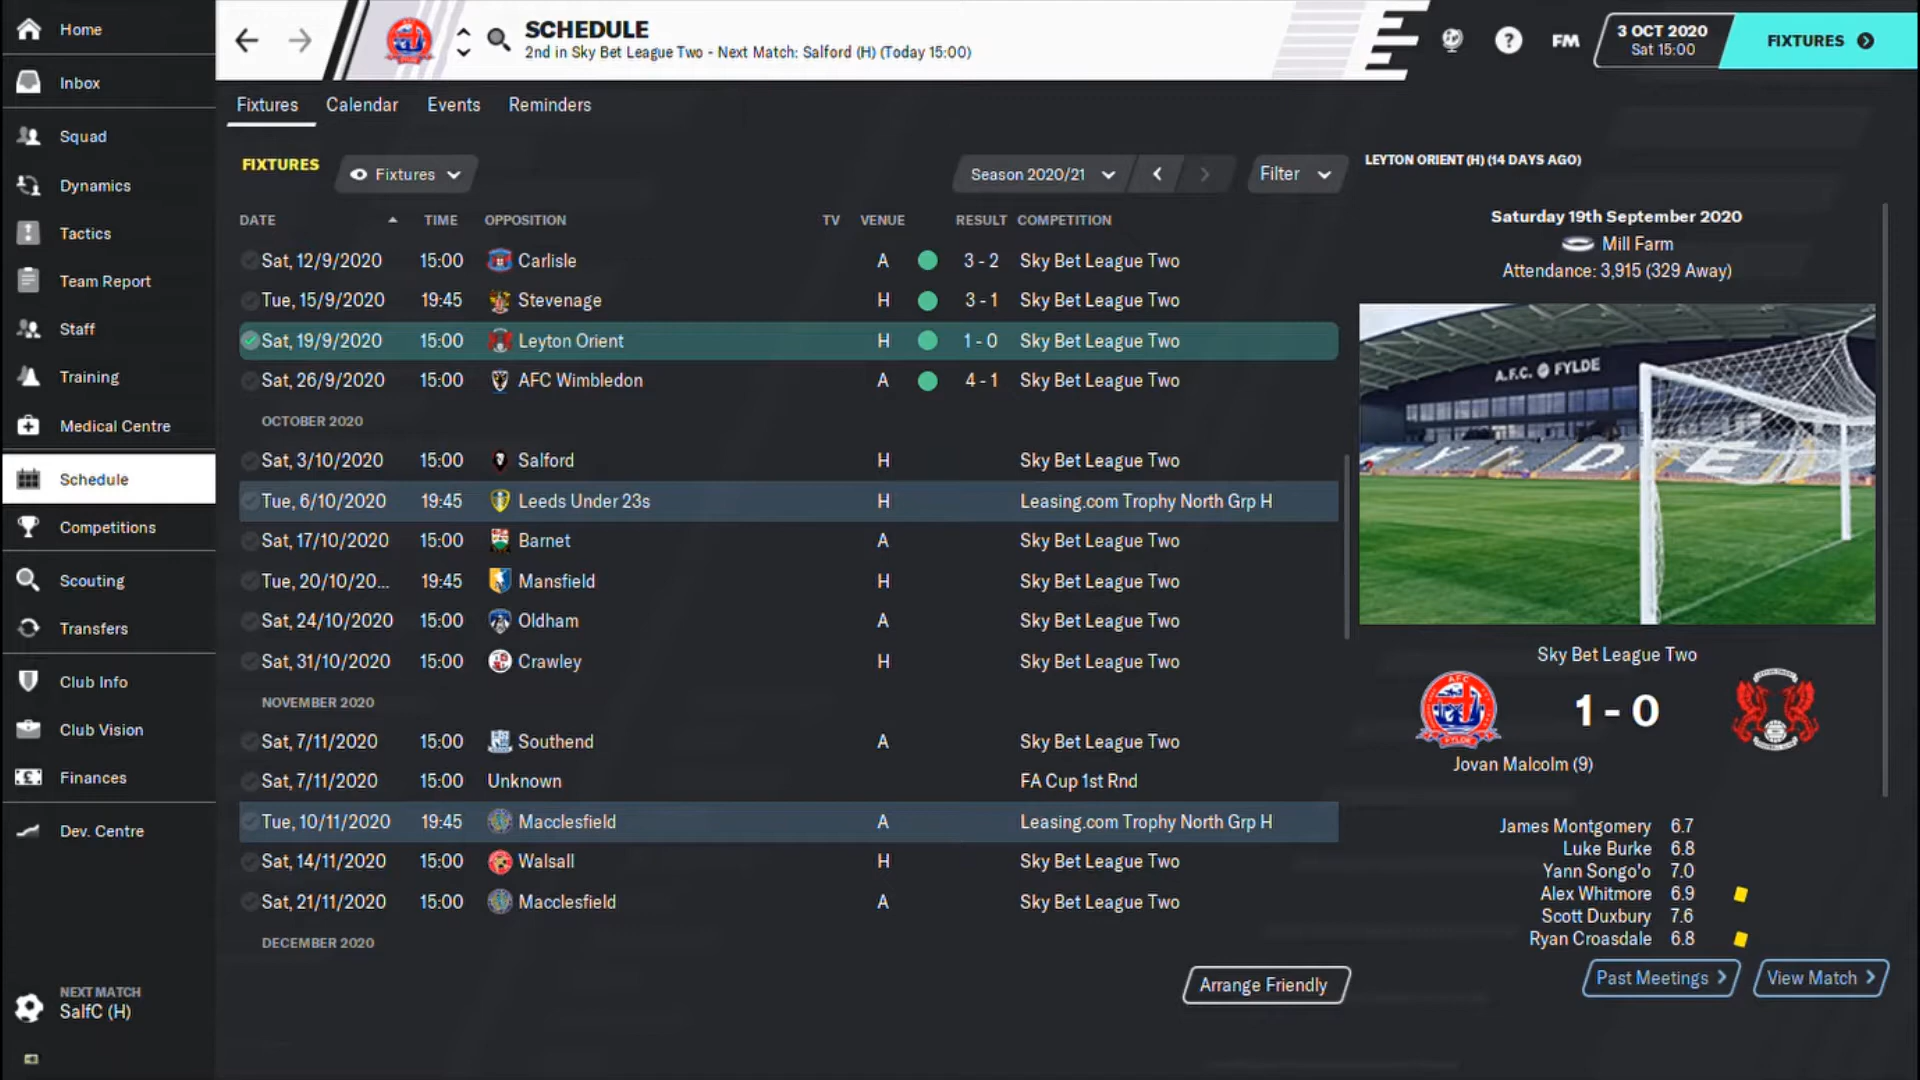 Home
Inbox
Squad
Dynamics
Tactics
Team Report
Staff
Training
Medical Centre
Schedule
Competitions
Scouting
Transfers
Club Info
Club Vision
Finances
Dev. Centre
NEXT MATCH
SalfC (H)
SCHEDULE
2nd in Sky Bet League Two - Next Match: Salford (H) (Today 15:00)
? FM
3 OCT 2020
Sat 15:00
FIXTURES
Fixtures Calendar Events Reminders
FIXTURES Fixtures Season 2020/21 Filter
DATE TIME OPPOSITION TV VENUE RESULT COMPETITION
Sat, 12/9/2020 15:00 Carlisle A 3 - 2 Sky Bet League Two
Tue, 15/9/2020 19:45 Stevenage H 3 - 1 Sky Bet League Two
Sat, 19/9/2020 15:00 Leyton Orient H 1 - 0 Sky Bet League Two
Sat, 26/9/2020 15:00 AFC Wimbledon A 4 - 1 Sky Bet League Two
OCTOBER 2020
Sat, 3/10/2020 15:00 Salford H Sky Bet League Two
Tue, 6/10/2020 19:45 Leeds Under 23s H Leasing.com Trophy North Grp H
Sat, 17/10/2020 15:00 Barnet A Sky Bet League Two
Tue, 20/10/20... 19:45 Mansfield H Sky Bet League Two
Sat, 24/10/2020 15:00 Oldham A Sky Bet League Two
Sat, 31/10/2020 15:00 Crawley H Sky Bet League Two
NOVEMBER 2020
Sat, 7/11/2020 15:00 Southend A Sky Bet League Two
Sat, 7/11/2020 15:00 Unknown FA Cup 1st Rnd
Tue, 10/11/2020 19:45 Macclesfield A Leasing.com Trophy North Grp H
Sat, 14/11/2020 15:00 Walsall H Sky Bet League Two
Sat, 21/11/2020 15:00 Macclesfield A Sky Bet League Two
DECEMBER 2020
Arrange Friendly
LEYTON ORIENT (H) (14 DAYS AGO)
Saturday 19th September 2020
Mill Farm
Attendance: 3,915 (329 Away)
A.F.C. FYLDE
FYLDE
Sky Bet League Two
AFC
FYLDE
1 - 0
Jovan Malcolm (9)
James Montgomery 6.7
Luke Burke 6.8
Yann Songo'o 7.0
Alex Whitmore 6.9
Scott Duxbury 7.6
Ryan Croasdale 6.8
Past Meetings View Match